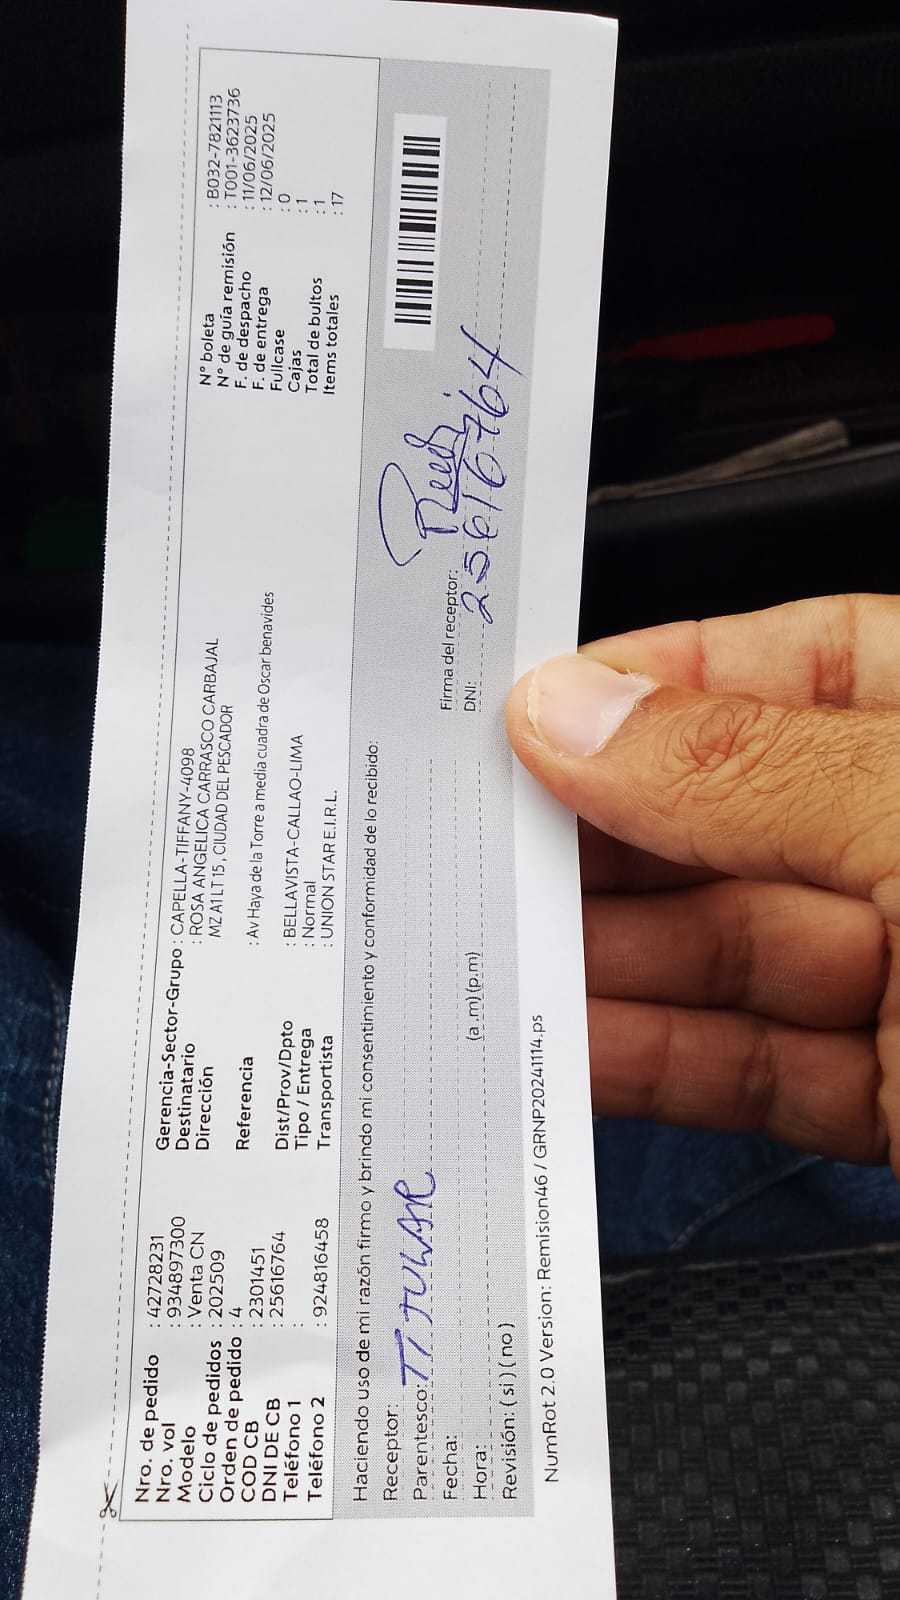 Nro. de pedido : 42728231
Nro. vol : 934897300
Modelo : Venta CN
Ciclo de pedidos : 202509
Orden de pedido : 4
COD CB : 2301451
DNI DE CB : 25616764
Teléfono 1 :
Teléfono 2 : 924816458
Gerencia-Sector-Grupo : CAPELLA-TIFFANY-4098
Destinatario : ROSA ANGELICA CARRASCO CARBAJAL
Dirección MZ A1 LT 15 , CIUDAD DEL PESCADOR
Referencia : Av Haya de la Torre a media cuadra de Oscar benavides
Dist/Prov/Dpto : BELLAVISTA-CALLAO-LIMA
Tipo / Entrega : Normal
Transportista : UNION STAR E.I.R.L.
N° boleta : B032-7821113
N° de guía remisión : T001-3623736
F. de despacho : 11/06/2025
F. de entrega : 12/06/2025
Fullcase : 0
Cajas : 1
Total de bultos : 1
Items totales : 17
Haciendo uso de mi razón firmo y brindo mi consentimiento y conformidad de lo recibido:
Receptor:
Parentesco: TITULAR
Fecha:
Hora: (a .m) (p.m)
Revisión: ( si ) ( no )
Firma del receptor:
DNI: 25616764
NumRot 2.0 Version: Remision46 / GRNP20241114.ps